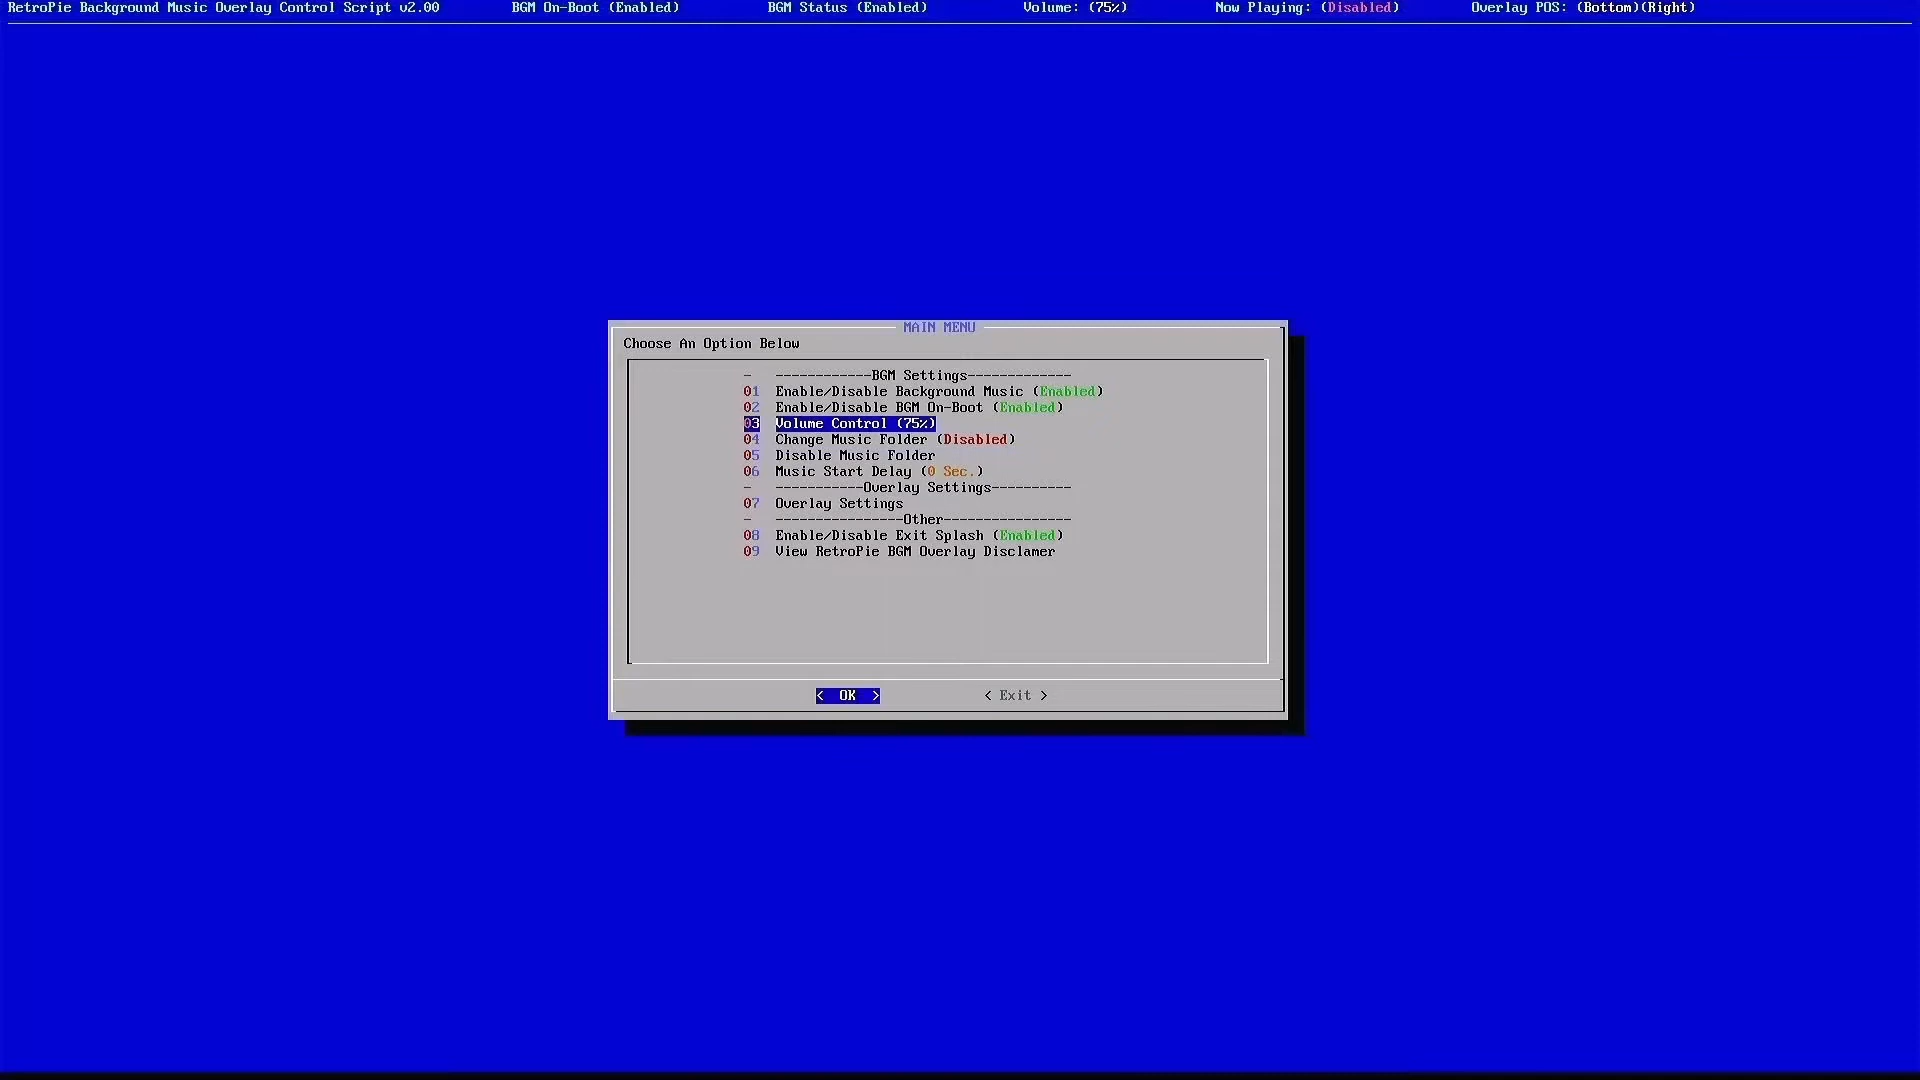 RetroPie Background Music Overlay Control Script v2.00 BGM On-Boot (Enabled) BGM Status (Enabled) Volume: (75%) Now Playing: (Disabled) Overlay POS: (Bottom)(Right)
MAIN MENU
Choose An Option Below
- ------------BGM Settings-------------
01 Enable/Disable Background Music (Enabled)
02 Enable/Disable BGM On-Boot (Enabled)
03 Volume Control (75%)
04 Change Music Folder (Disabled)
05 Disable Music Folder
06 Music Start Delay (0 Sec.)
- -----------Overlay Settings----------
07 Overlay Settings
- ----------------Other----------------
08 Enable/Disable Exit Splash (Enabled)
09 View RetroPie BGM Overlay Disclamer
< OK > < Exit >